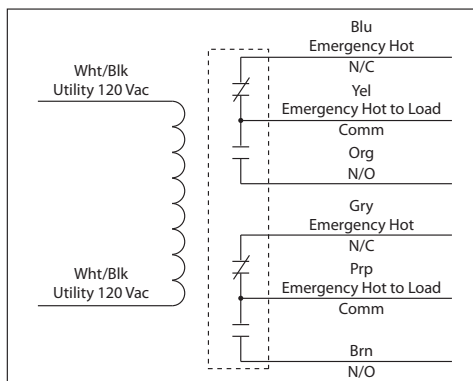 Wht/Blk
Utility 120 Vac
Wht/Blk
Utility 120 Vac
Blu
Emergency Hot
N/C
Yel
Emergency Hot to Load
Comm
Org
N/O
Gry
Emergency Hot
N/C
Prp
Emergency Hot to Load
Comm
Brn
N/O